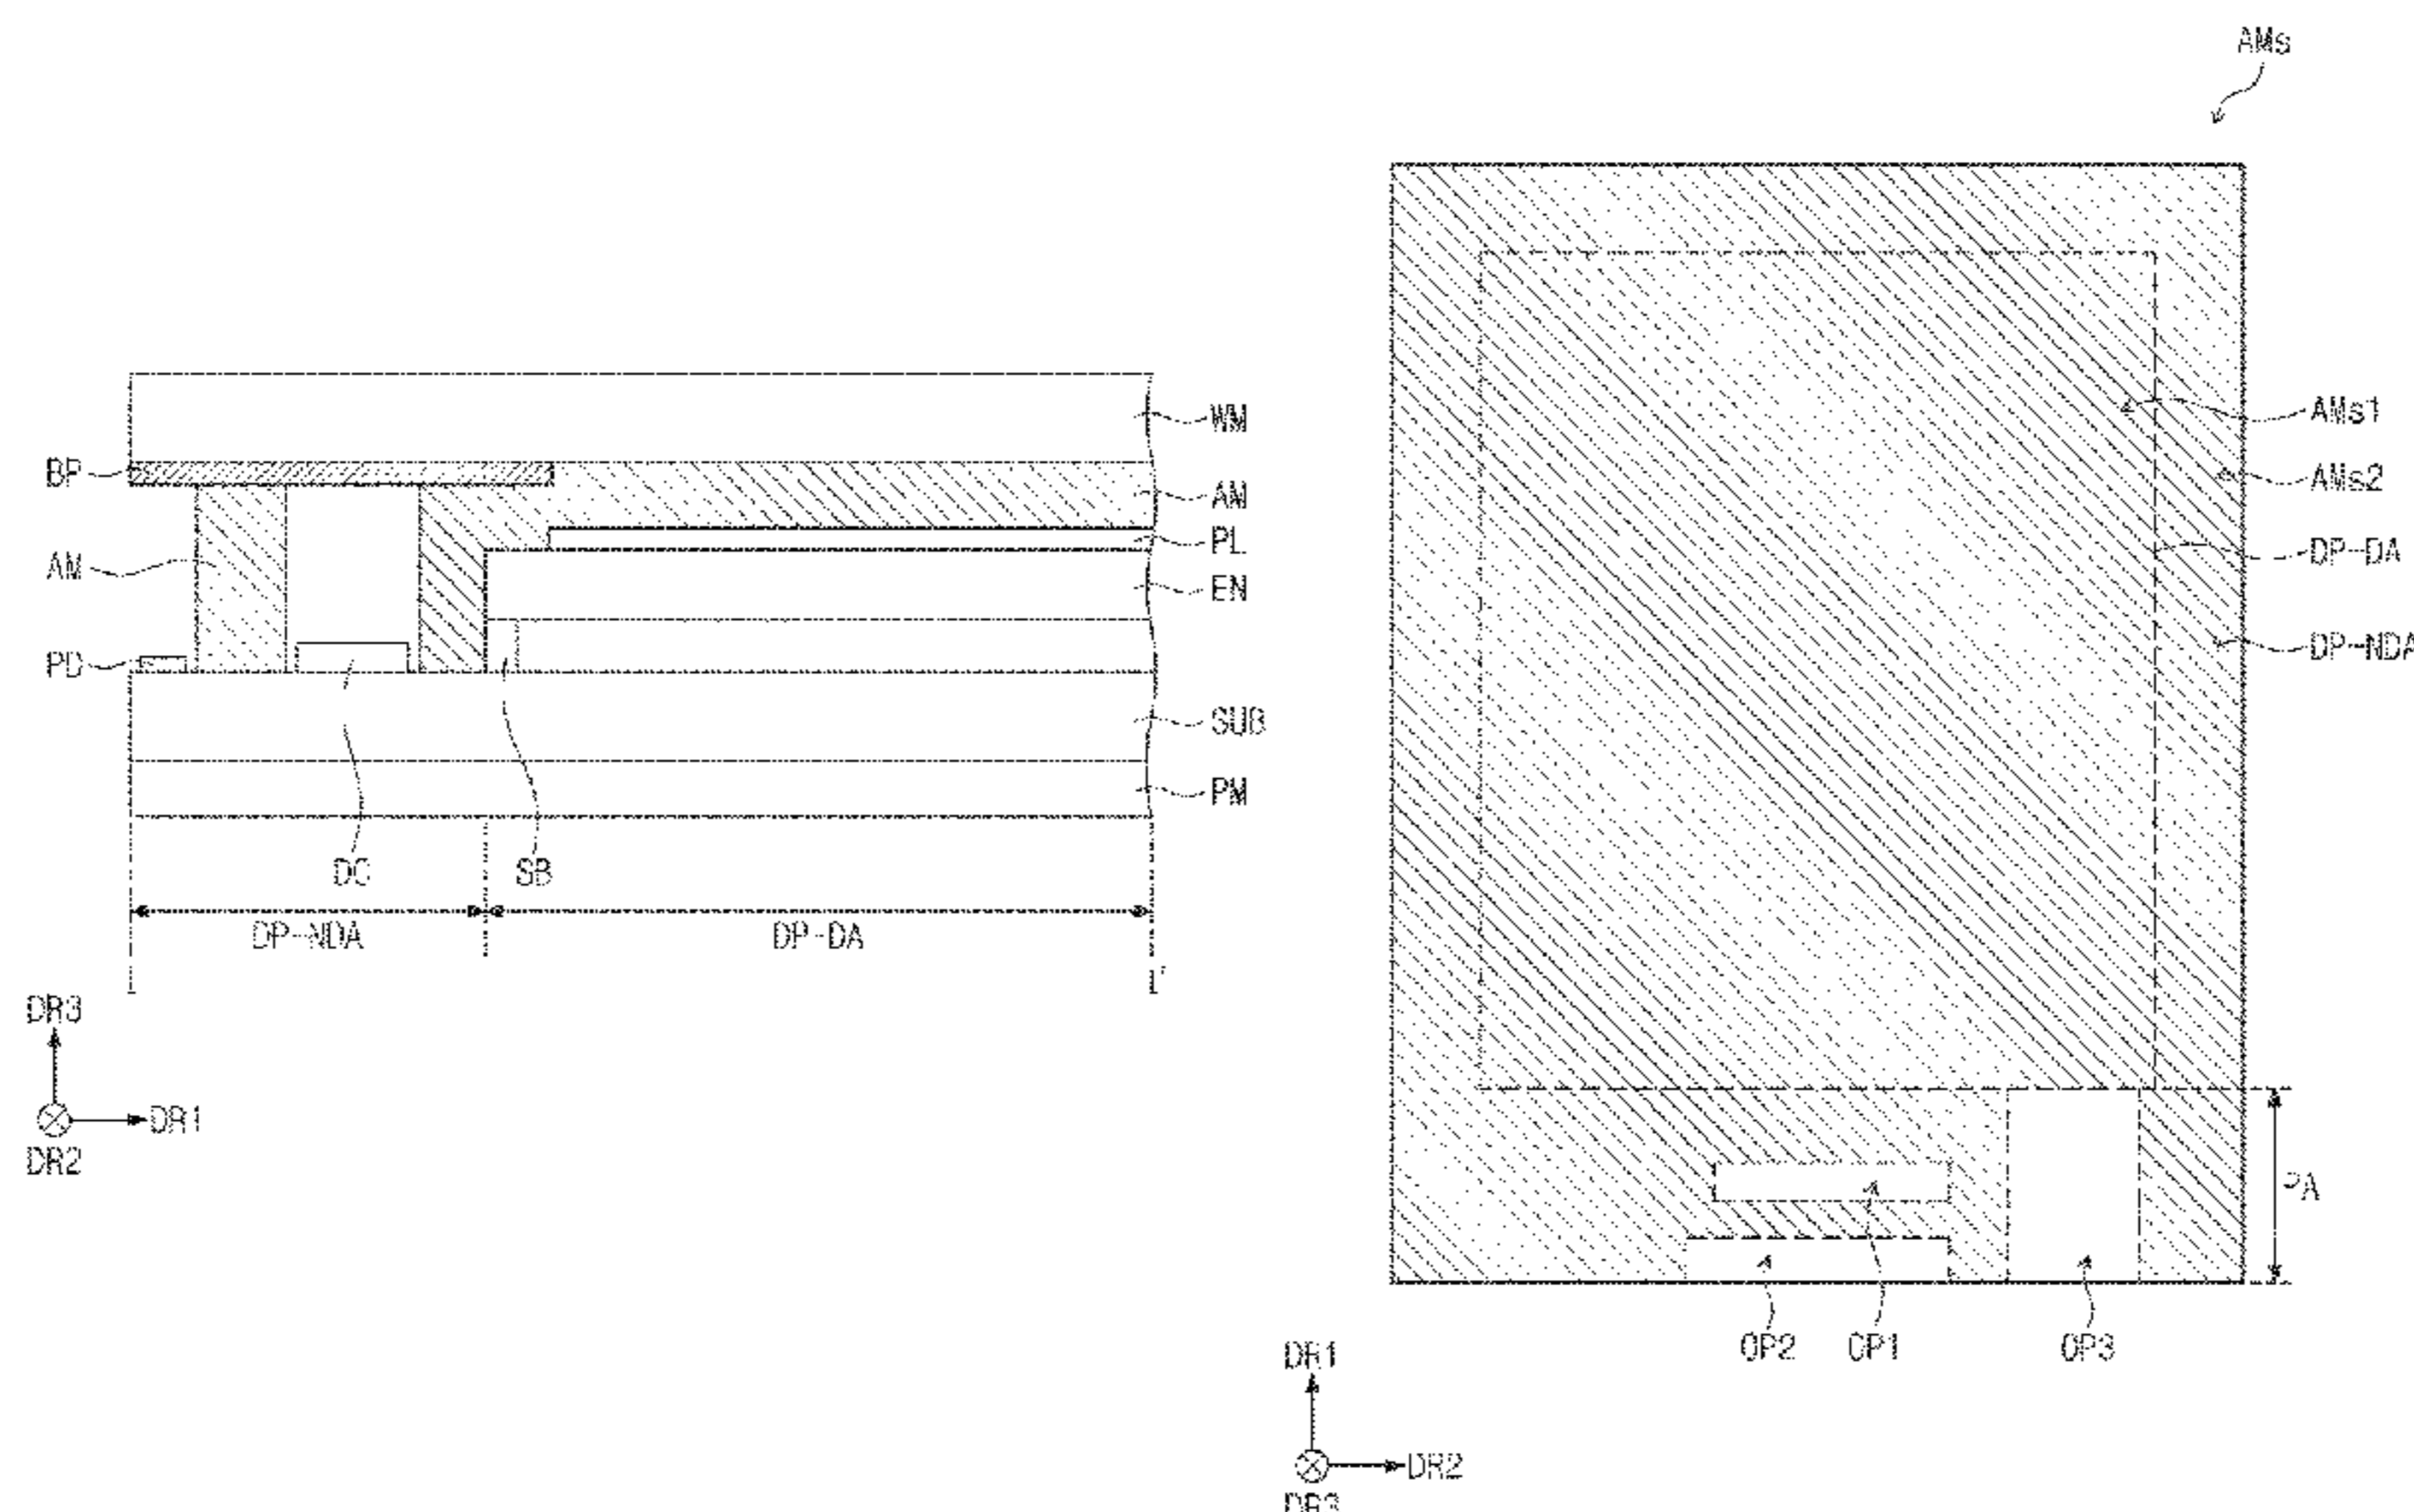 AMs
WM
BP
AM
AM
PL
EN
PD
SUB
PM
DC
SB
DP-NDA
DP-DA
I
I'
DR3
DR1
DR2
AMs1
AMs2
DP-DA
DP-NDA
PA
OP2
OP1
OP3
DR1
DR2
DR3